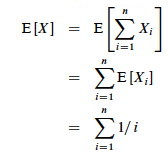 E[X] = E[∑_{i=1}^{n} X_i]
= ∑_{i=1}^{n} E[X_i]
= ∑_{i=1}^{n} 1/i